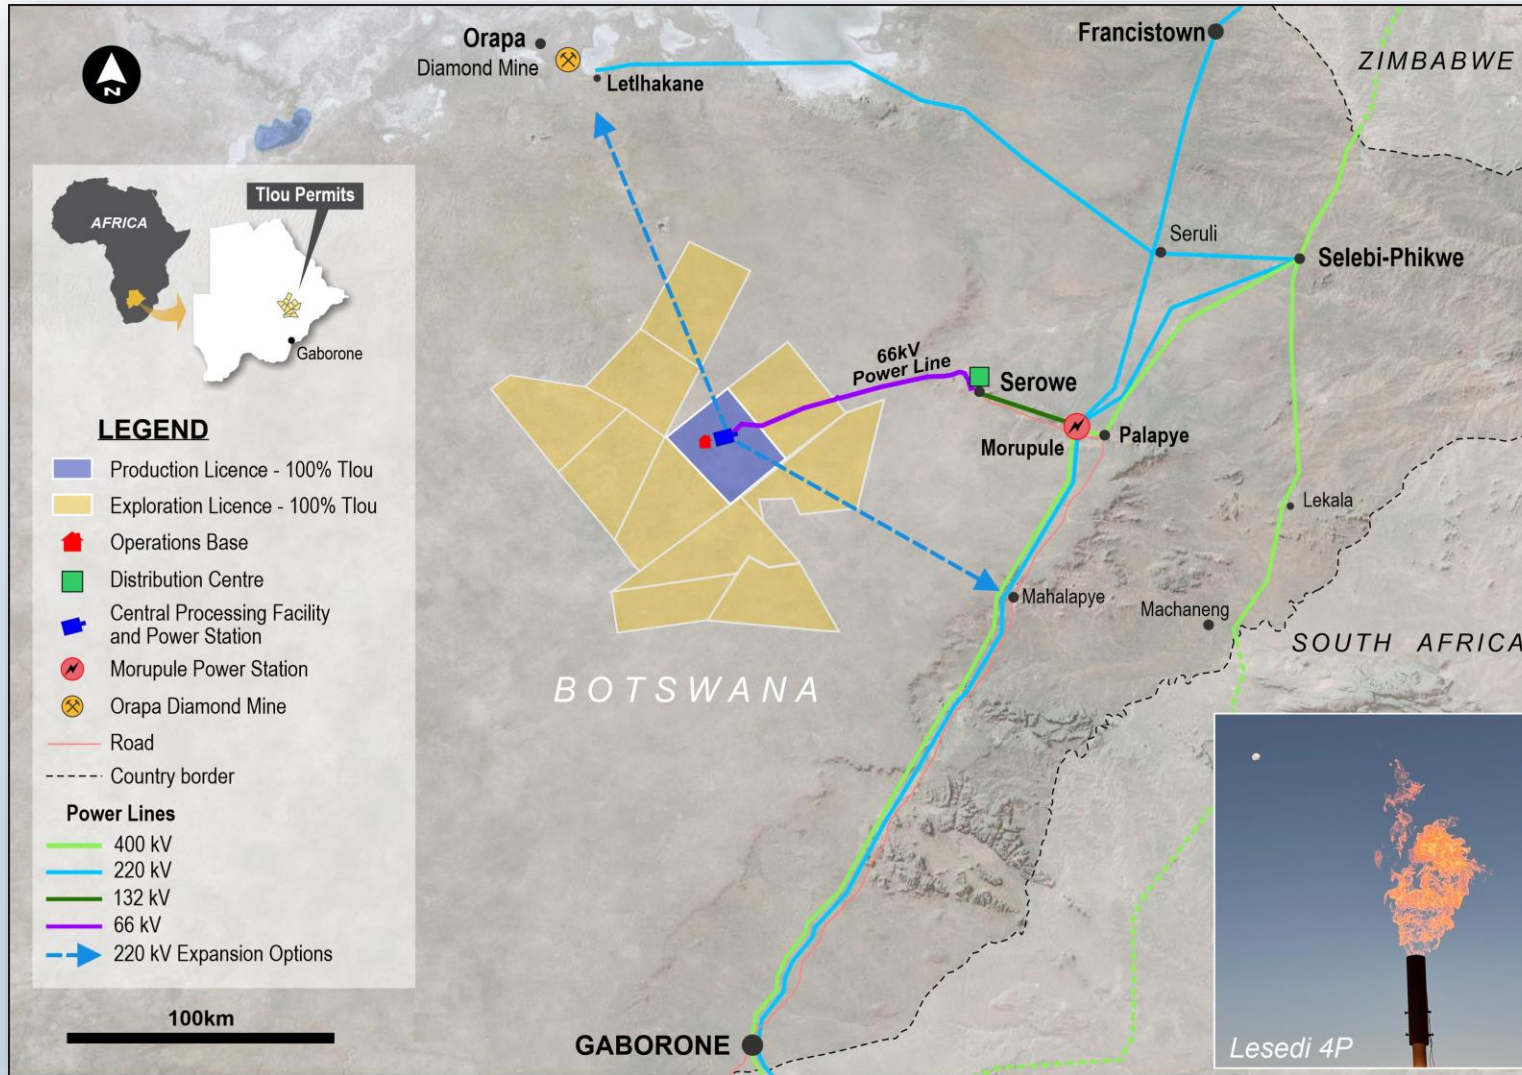 Orapa
Diamond Mine
Letlhakane
Francistown
ZIMBABWE
N
Tlou Permits
AFRICA
Gaborone
Seruli
Selebi-Phikwe
66kV
Power Line
Serowe
Morupule
Palapye
Lekala
Mahalapye
Machaneng
SOUTH AFRICA
BOTSWANA
GABORONE
LEGEND
Production Licence - 100% Tlou
Exploration Licence - 100% Tlou
Operations Base
Distribution Centre
Central Processing Facility
and Power Station
Morupule Power Station
Orapa Diamond Mine
Road
Country border
Power Lines
400 kV
220 kV
132 kV
66 kV
220 kV Expansion Options
100km
Lesedi 4P